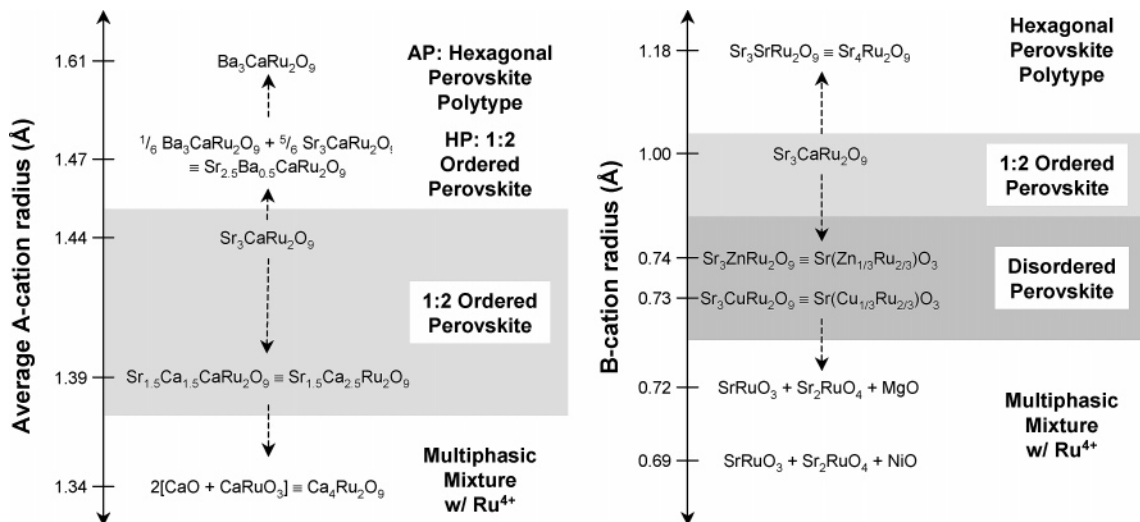 Average A-cation radius (Å)
1.61
1.47
1.44
1.39
1.34
Ba₃CaRu₂O₉
AP: Hexagonal
Perovskite
Polytype
¹/₆ Ba₃CaRu₂O₉ + ⁵/₆ Sr₃CaRuO₉
≡ Sr₂.₅Ba₀.₅CaRu₂O₉
HP: 1:2
Ordered
Perovskite
Sr₃CaRu₂O₉
1:2 Ordered
Perovskite
Sr₁.₅Ca₁.₅CaRu₂O₉ ≡ Sr₁.₅Ca₂.₅Ru₂O₉
2[CaO + CaRuO₃] ≡ Ca₄Ru₂O₉
Multiphasic
Mixture
w/ Ru⁴⁺
B-cation radius (Å)
1.18
1.00
0.74
0.73
0.72
0.69
Sr₃SrRu₂O₉ ≡ Sr₄Ru₂O₉
Hexagonal
Perovskite
Polytype
Sr₃CaRu₂O₉
1:2 Ordered
Perovskite
Sr₃ZnRu₂O₉ ≡ Sr(Zn₁/₃Ru₂/₃)O₃
Sr₃CuRu₂O₉ ≡ Sr(Cu₁/₃Ru₂/₃)O₃
Disordered
Perovskite
SrRuO₃ + Sr₂RuO₄ + MgO
SrRuO₃ + Sr₂RuO₄ + NiO
Multiphasic
Mixture
w/ Ru⁴⁺